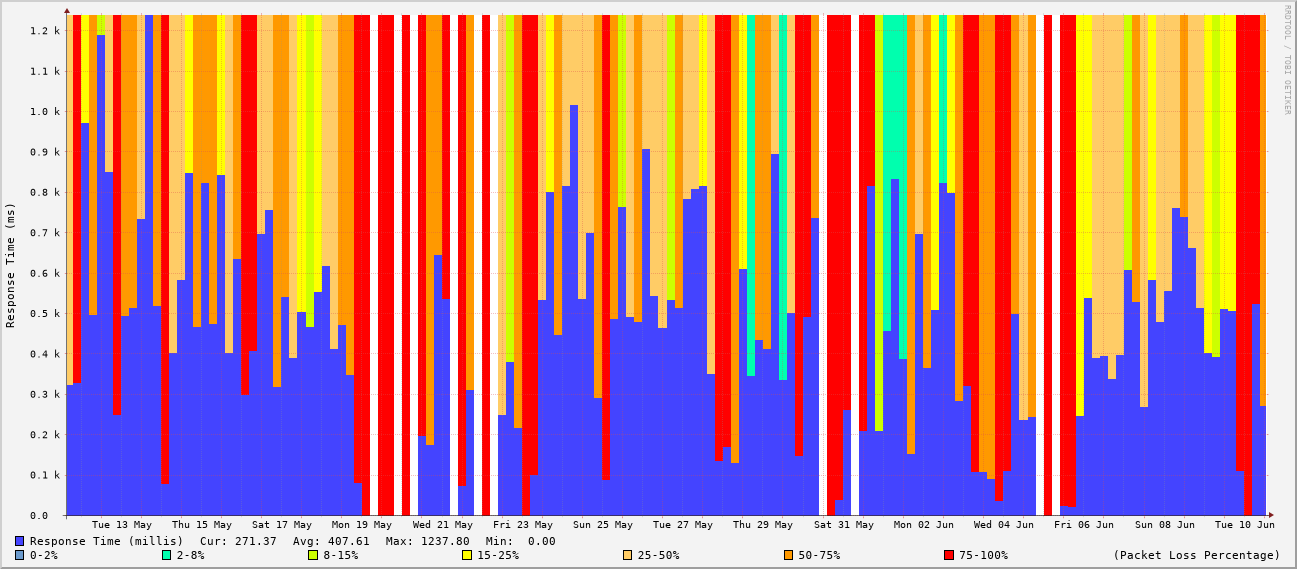 RRDTOOL / TOBI OETIKER
Response Time (ms)
1.2 k
1.1 k
1.0 k
0.9 k
0.8 k
0.7 k
0.6 k
0.5 k
0.4 k
0.3 k
0.2 k
0.1 k
0.0
Tue 13 May Thu 15 May Sat 17 May Mon 19 May Wed 21 May Fri 23 May Sun 25 May Tue 27 May Thu 29 May Sat 31 May Mon 02 Jun Wed 04 Jun Fri 06 Jun Sun 08 Jun Tue 10 Jun
Response Time (millis) Cur: 271.37 Avg: 407.61 Max: 1237.80 Min: 0.00
0-2% 2-8% 8-15% 15-25% 25-50% 50-75% 75-100% (Packet Loss Percentage)